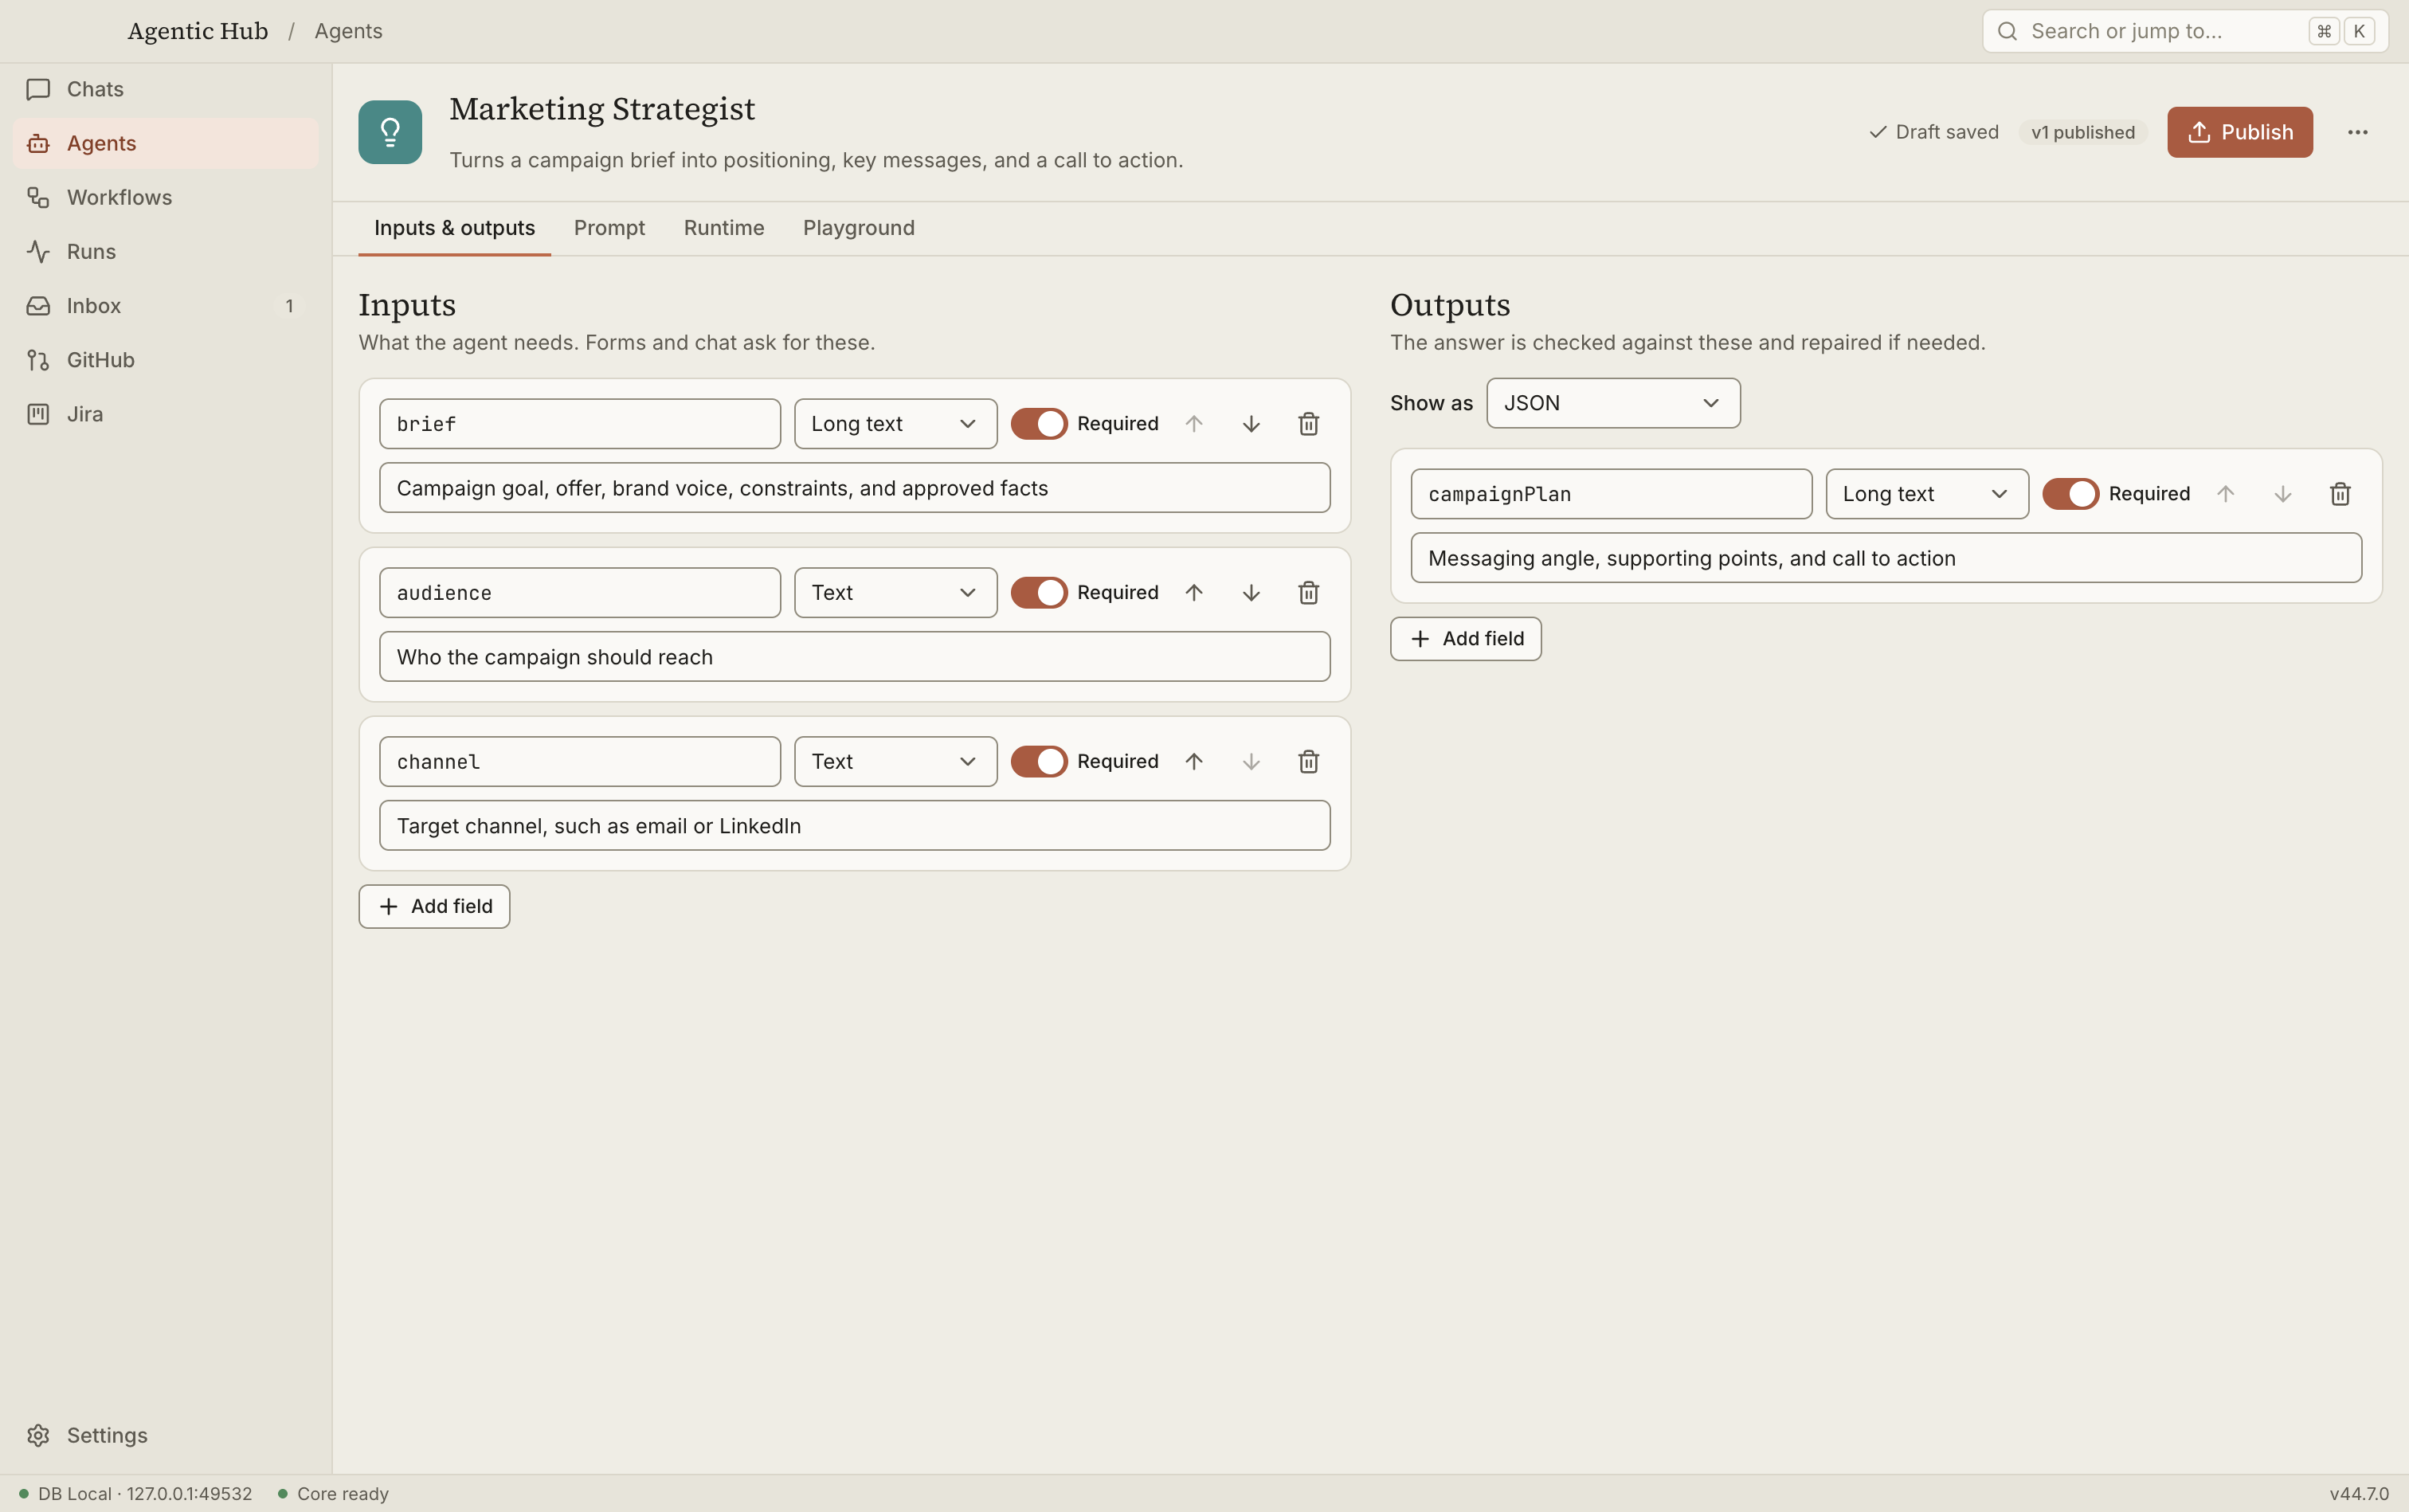 Agentic Hub / Agents
Search or jump to... ⌘ K
Chats
Agents
Workflows
Runs
Inbox 1
GitHub
Jira
Settings
Marketing Strategist
Turns a campaign brief into positioning, key messages, and a call to action.
Draft saved
v1 published
Publish
Inputs & outputs
Prompt
Runtime
Playground
Inputs
What the agent needs. Forms and chat ask for these.
brief
Long text
Required
Campaign goal, offer, brand voice, constraints, and approved facts
audience
Text
Required
Who the campaign should reach
channel
Text
Required
Target channel, such as email or LinkedIn
Add field
Outputs
The answer is checked against these and repaired if needed.
Show as
JSON
campaignPlan
Long text
Required
Messaging angle, supporting points, and call to action
Add field
DB Local · 127.0.0.1:49532
Core ready
v44.7.0